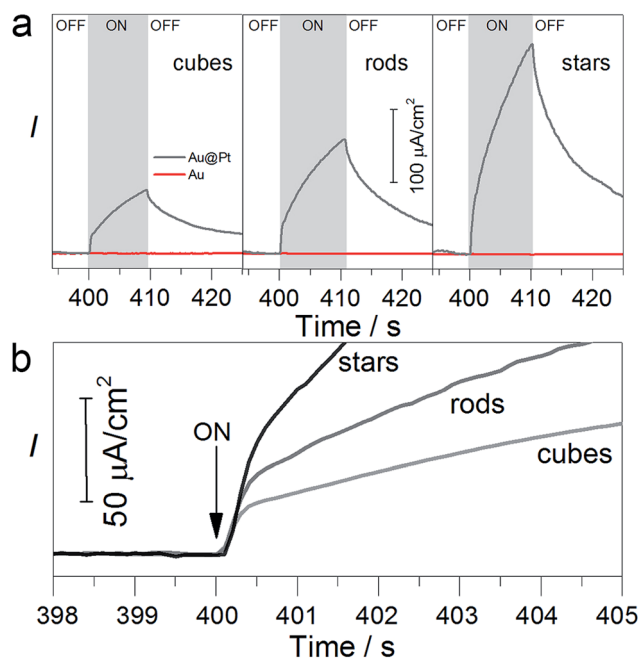 a
OFF ON OFF
cubes
OFF ON OFF
rods
OFF ON OFF
stars
I
Au@Pt
Au
100 µA/cm²
400 410 420
400 410 420
400 410 420
Time / s
b
stars
rods
cubes
ON
I
50 µA/cm²
398 399 400 401 402 403 404 405
Time / s